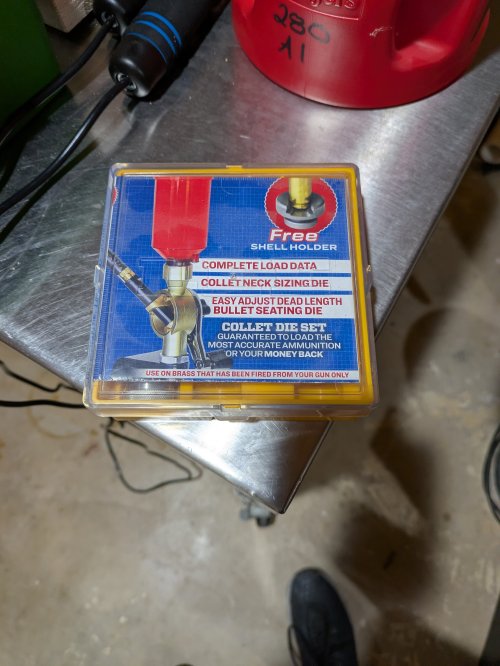 280
A1
Free
SHELL HOLDER
COMPLETE LOAD DATA
COLLET NECK SIZING DIE
EASY ADJUST DEAD LENGTH
BULLET SEATING DIE
COLLET DIE SET
GUARANTEED TO LOAD THE
MOST ACCURATE AMMUNITION
OR YOUR MONEY BACK
USE ON BRASS THAT HAS BEEN FIRED FROM YOUR GUN ONLY